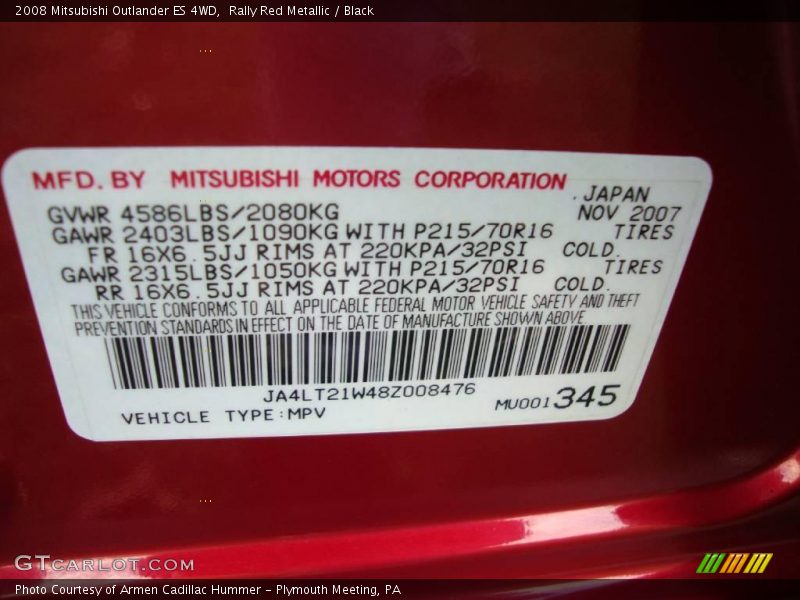 2008 Mitsubishi Outlander ES 4WD,  Rally Red Metallic / Black
MFD. BY MITSUBISHI MOTORS CORPORATION
JAPAN
GVWR 4586LBS/2080KG NOV 2007
GAWR 2403LBS/1090KG WITH P215/70R16 TIRES
FR 16X6.5JJ RIMS AT 220KPA/32PSI COLD.
GAWR 2315LBS/1050KG WITH P215/70R16 TIRES
RR 16X6.5JJ RIMS AT 220KPA/32PSI COLD.
THIS VEHICLE CONFORMS TO ALL APPLICABLE FEDERAL MOTOR VEHICLE SAFETY AND THEFT
PREVENTION STANDARDS IN EFFECT ON THE DATE OF MANUFACTURE SHOWN ABOVE.
JA4LT21W48Z008476
VEHICLE TYPE:MPV MU001345
GTCARLOT.COM
Photo Courtesy of Armen Cadillac Hummer - Plymouth Meeting, PA